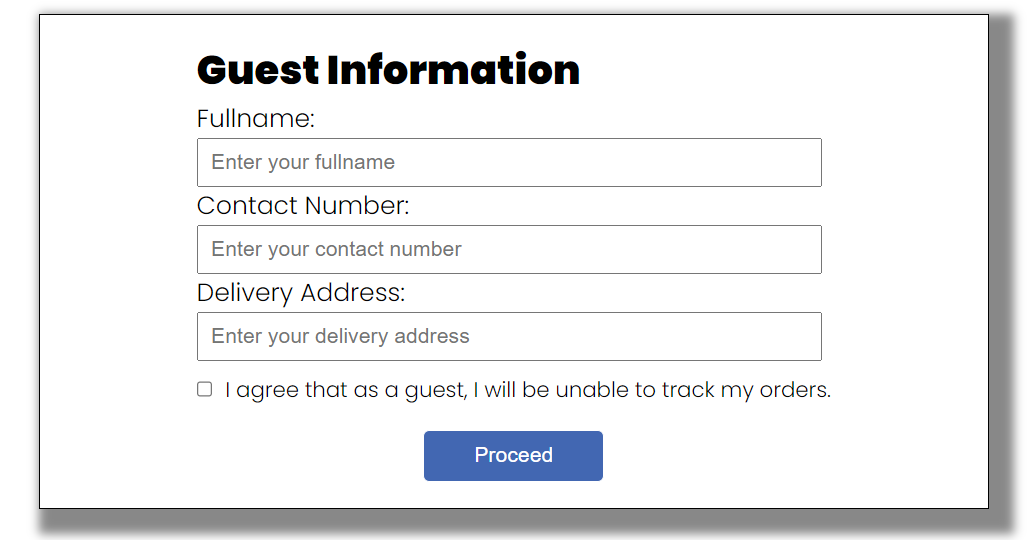 Guest Information
Fullname:
Enter your fullname
Contact Number:
Enter your contact number
Delivery Address:
Enter your delivery address
I agree that as a guest, I will be unable to track my orders.
Proceed